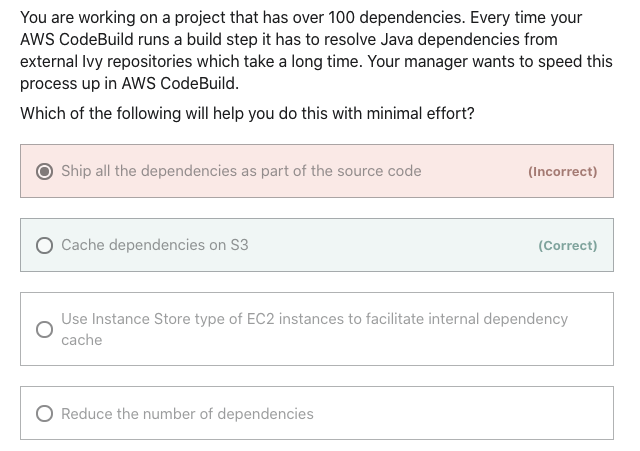 You are working on a project that has over 100 dependencies. Every time your
AWS CodeBuild runs a build step it has to resolve Java dependencies from
external Ivy repositories which take a long time. Your manager wants to speed this
process up in AWS CodeBuild.
Which of the following will help you do this with minimal effort?
Ship all the dependencies as part of the source code (Incorrect)
Cache dependencies on S3 (Correct)
Use Instance Store type of EC2 instances to facilitate internal dependency
cache
Reduce the number of dependencies